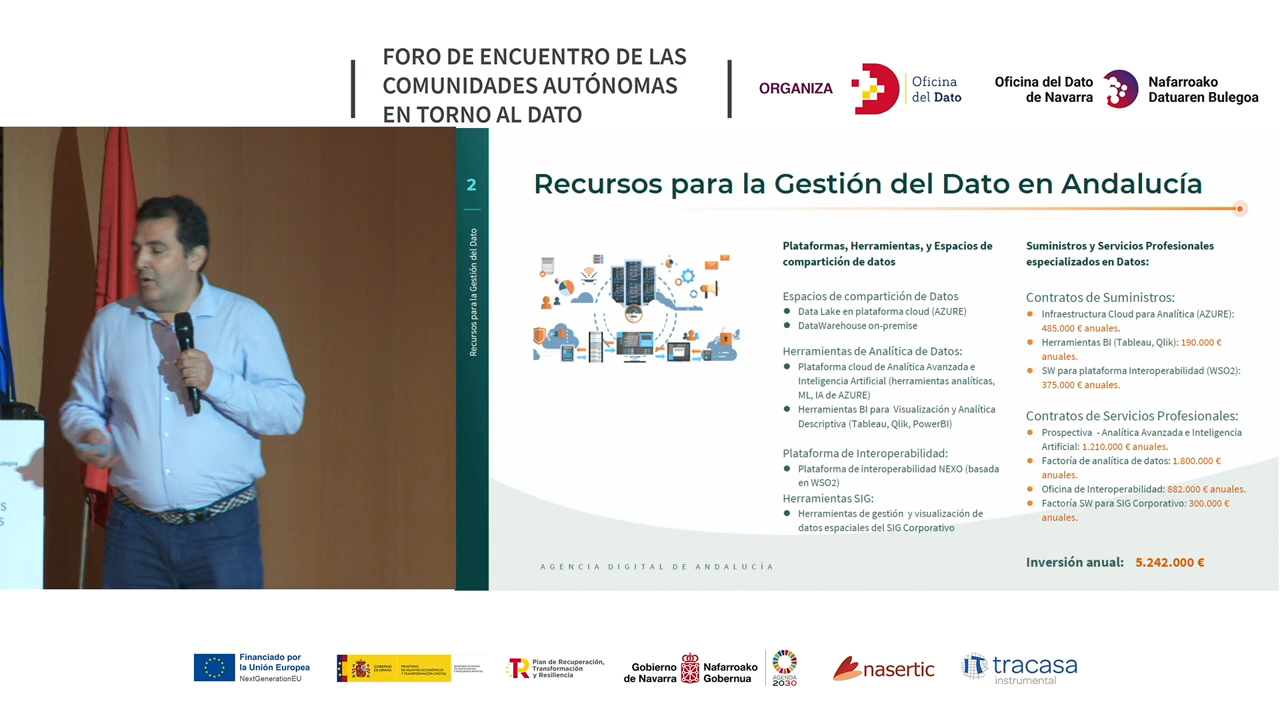 FORO DE ENCUENTRO DE LAS
COMUNIDADES AUTÓNOMAS
EN TORNO AL DATO
ORGANIZA
Oficina
del Dato
Oficina del Dato
de Navarra
Nafarroako
Datuaren Bulegoa
2
Recursos para la Gestión del Dato
Recursos para la Gestión del Dato en Andalucía
Plataformas, Herramientas, y Espacios de
compartición de datos
Espacios de compartición de Datos
Data Lake en plataforma cloud (AZURE)
DataWarehouse on-premise
Herramientas de Analítica de Datos:
Plataforma cloud de Analítica Avanzada e
Inteligencia Artificial (herramientas analíticas,
ML, IA de AZURE)
Herramientas BI para Visualización y Analítica
Descriptiva (Tableau, Qlik, PowerBI)
Plataforma de Interoperabilidad:
Plataforma de interoperabilidad NEXO (basada
en WSO2)
Herramientas SIG:
Herramientas de gestión y visualización de
datos espaciales del SIG Corporativo
Suministros y Servicios Profesionales
especializados en Datos:
Contratos de Suministros:
Infraestructura Cloud para Analítica (AZURE):
485.000 € anuales.
Herramientas BI (Tableau, Qlik): 190.000 €
anuales.
SW para plataforma Interoperabilidad (WSO2):
375.000 € anuales.
Contratos de Servicios Profesionales:
Prospectiva - Analítica Avanzada e Inteligencia
Artificial: 1.210.000 € anuales.
Factoría de analítica de datos: 1.800.000 €
anuales.
Oficina de Interoperabilidad: 882.000 € anuales.
Factoría SW para SIG Corporativo: 300.000 €
anuales.
Inversión anual: 5.242.000 €
AGENCIA DIGITAL DE ANDALUCÍA
Financiado por
la Unión Europea
NextGenerationEU
Plan de Recuperación,
Transformación
y Resiliencia
Gobierno
de Navarra
Nafarroako
Gobernua
AGENDA
2030
nasertic
tracasa
instrumental